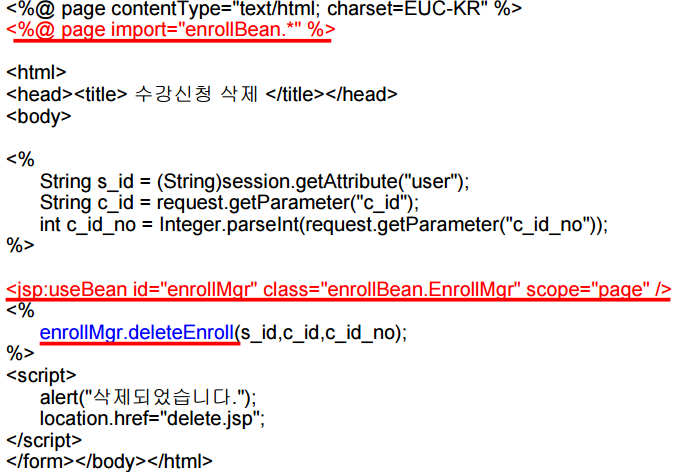 <%@ page contentType="text/html; charset=EUC-KR" %>
<%@ page import="enrollBean.*" %>
<html>
<head><title> 수강신청 삭제 </title></head>
<body>
<%
String s_id = (String)session.getAttribute("user");
String c_id = request.getParameter("c_id");
int c_id_no = Integer.parseInt(request.getParameter("c_id_no"));
%>
<jsp:useBean id="enrollMgr" class="enrollBean.EnrollMgr" scope="page" />
<%
enrollMgr.deleteEnroll(s_id,c_id,c_id_no);
%>
<script>
alert("삭제되었습니다.");
location.href="delete.jsp";
</script>
</form></body></html>